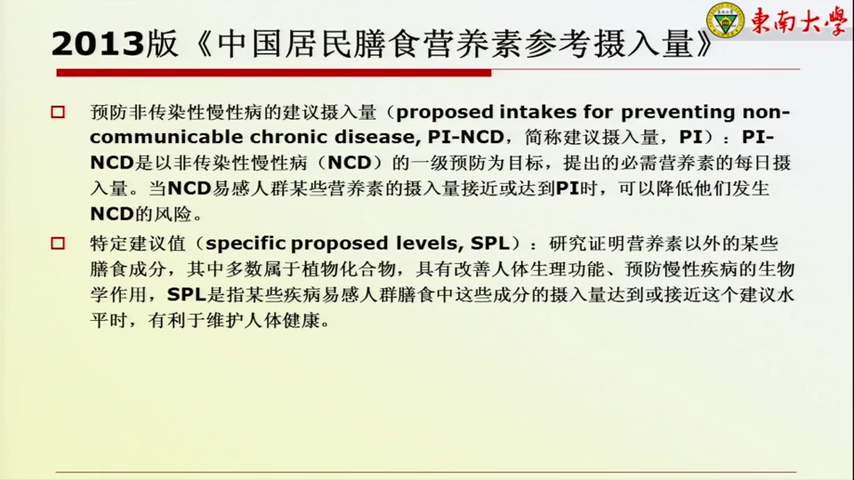 2013版《中国居民膳食营养素参考摄入量》
東南大學
预防非传染性慢性病的建议摄入量（proposed intakes for preventing non-
communicable chronic disease, PI-NCD，简称建议摄入量，PI）：PI-
NCD是以非传染性慢性病（NCD）的一级预防为目标，提出的必需营养素的每日摄
入量。当NCD易感人群某些营养素的摄入量接近或达到PI时，可以降低他们发生
NCD的风险。
特定建议值（specific proposed levels, SPL）：研究证明营养素以外的某些
膳食成分，其中多数属于植物化合物，具有改善人体生理功能、预防慢性疾病的生物
学作用，SPL是指某些疾病易感人群膳食中这些成分的摄入量达到或接近这个建议水
平时，有利于维护人体健康。